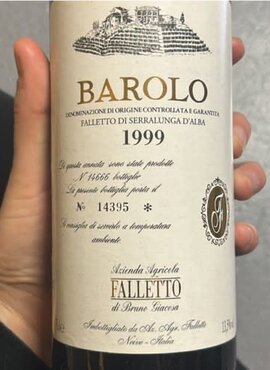 BAROLO
DENOMINAZIONE DI ORIGINE CONTROLLATA E GARANTITA
FALLETTO DI SERRALUNGA D'ALBA
1999
Di questa annata sono state prodotte
N° 14666 bottiglie
La presente bottiglia porta il
N° 14395 *
Si consiglia di servirlo a temperatura
ambiente.
Azienda Agricola
FALLETTO
di Bruno Giacosa
Imbottigliato da Az. Agr. Falletto
Neive - Italia